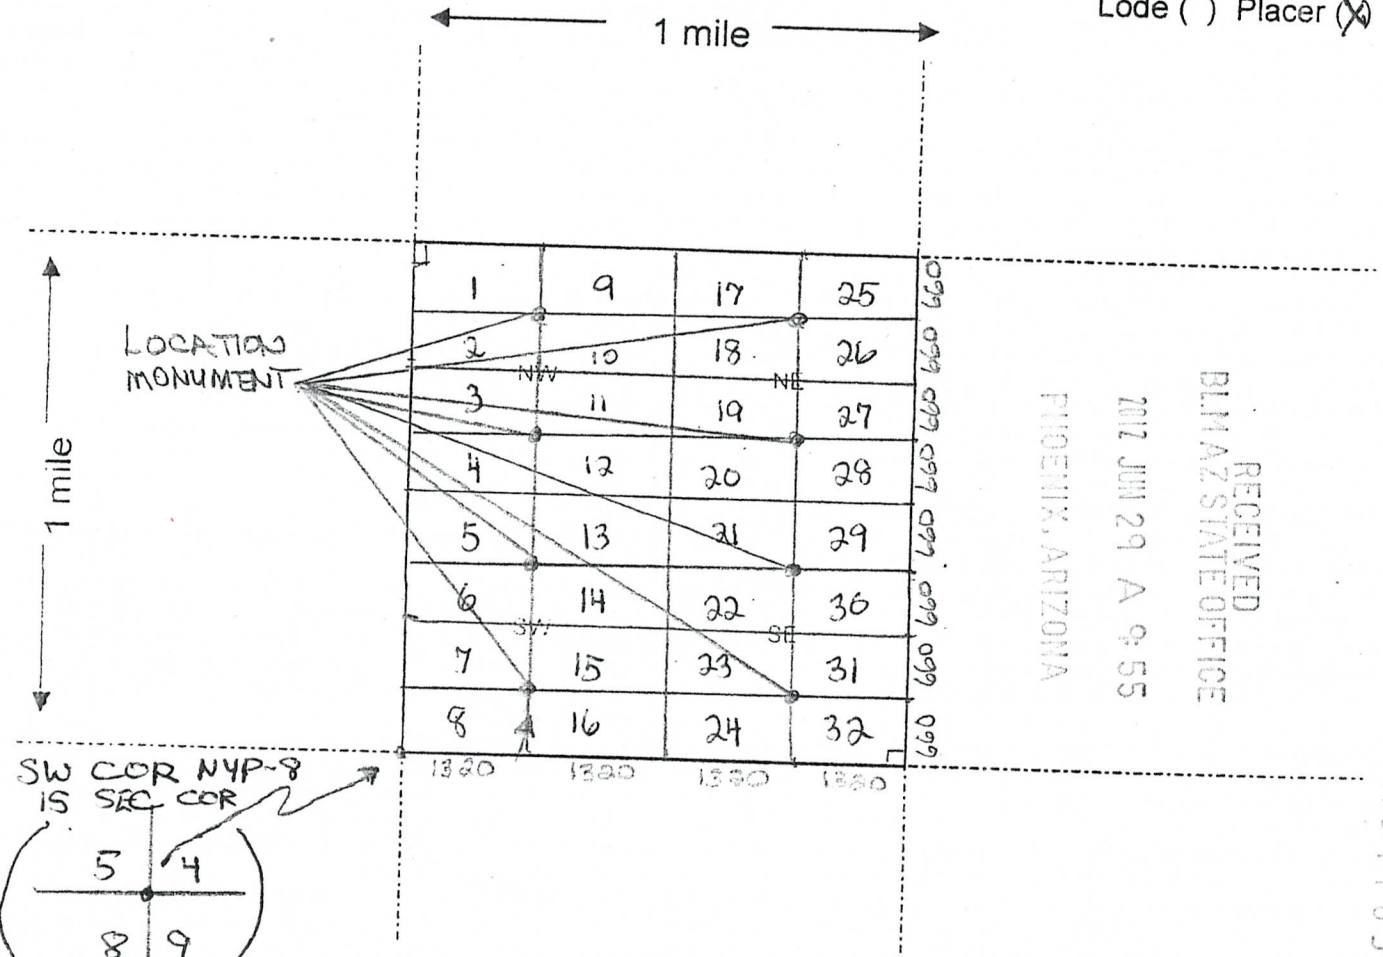 Lode ( ) Placer (X)
1 mile
1 mile
LOCATION
MONUMENT
1 9 17 25 660
2 10 18 26 660
NW NE
3 11 19 27 660
4 12 20 28 660
5 13 21 29 660
6 14 22 30 660
SW SE
7 15 23 31 660
8 16 24 32 660
1320 1320 1320 1320
SW COR NYP-8
IS SEC COR
5 4
8 9
RECEIVED
BLM AZ STATE OFFICE
2012 JUN 29 A 9:55
PHOENIX, ARIZONA